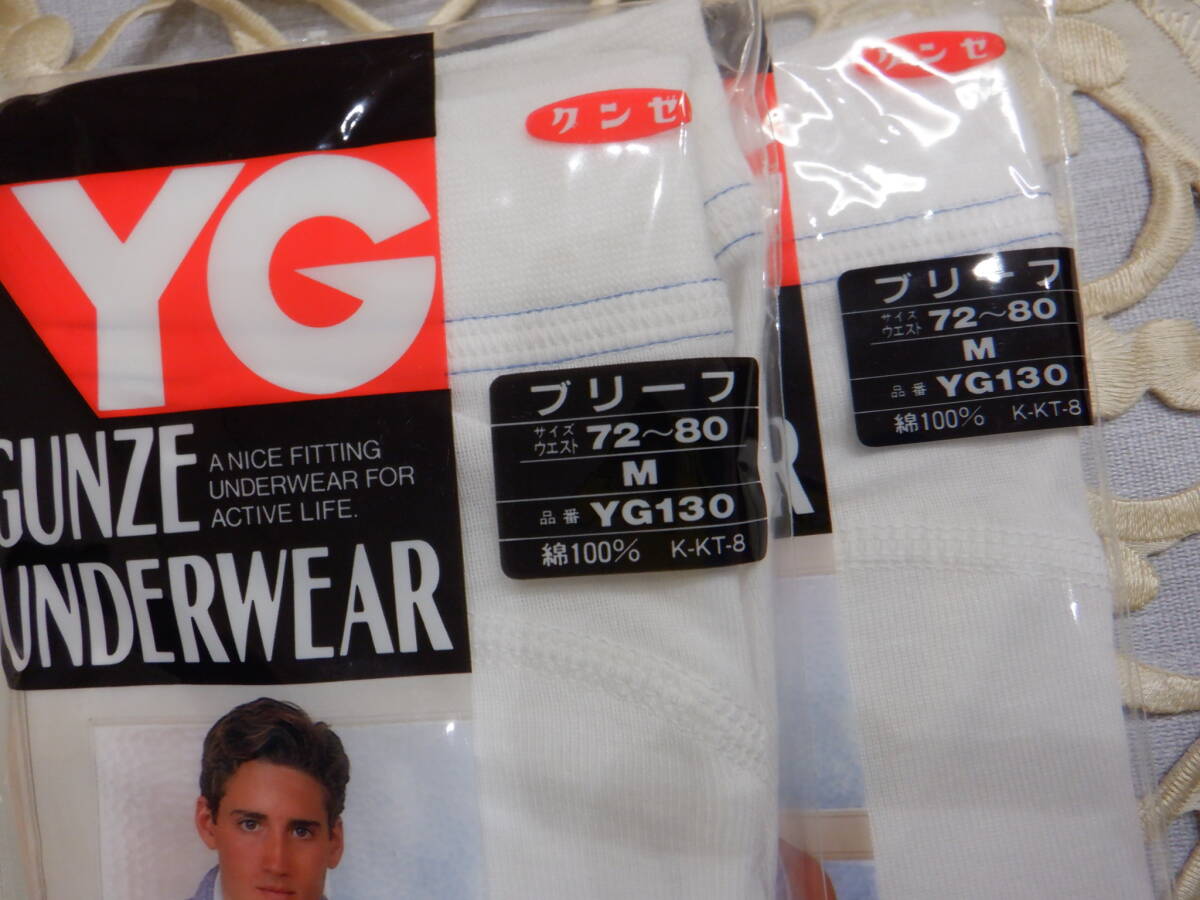 YG
GUNZE
A NICE FITTING
UNDERWEAR FOR
ACTIVE LIFE.
UNDERWEAR
グンゼ
ブリーフ
サイズ
ウエスト 72～80
M
品番 YG130
綿100% K-KT-8
R
グンゼ
ブリーフ
サイズ
ウエスト 72～80
M
品番 YG130
綿100% K-KT-8